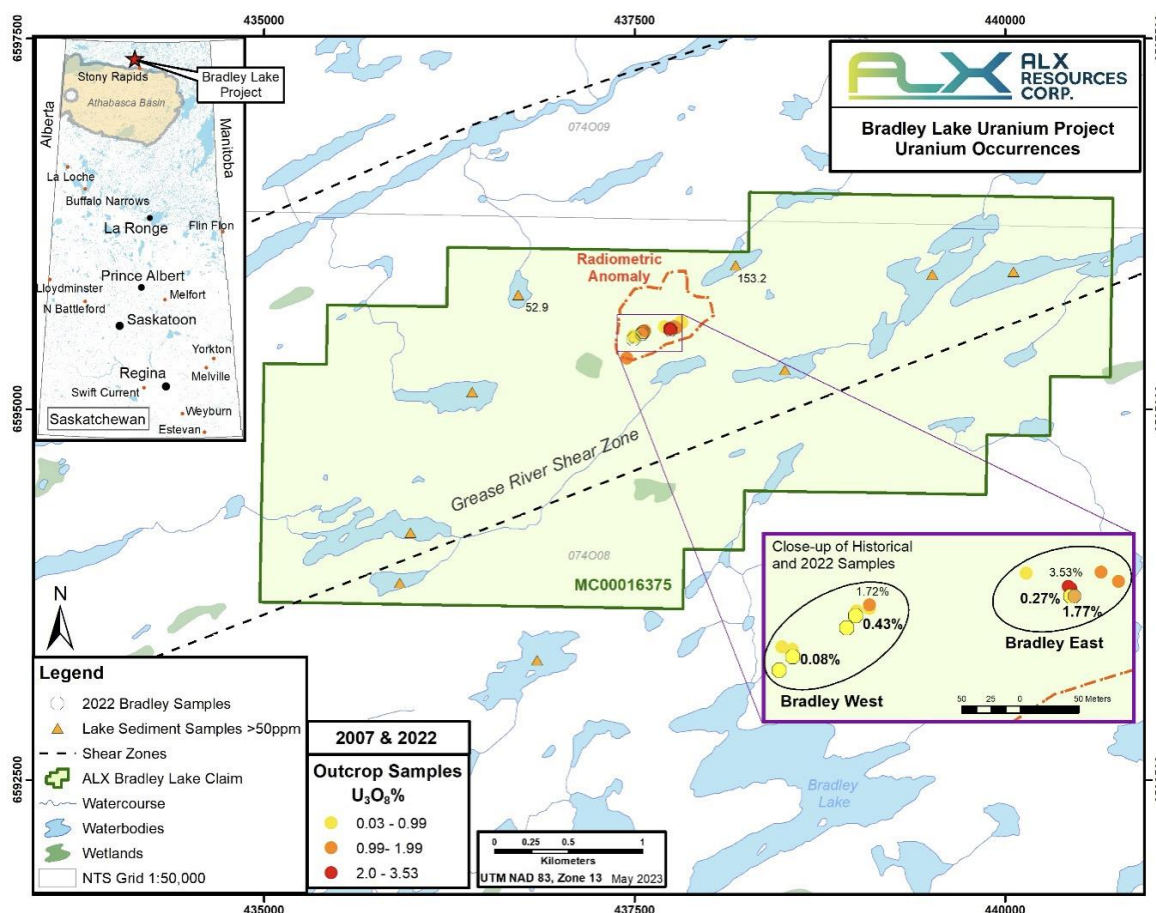 435000
437500
440000
6597500
Stony Rapids
Bradley Lake
Project
Athabasca Basin
Alberta
Manitoba
La Loche
Buffalo Narrows
La Ronge
Flin Flon
Prince Albert
Lloydminster
Melfort
N Battleford
Saskatoon
Yorkton
Regina
Melville
Swift Current
Weyburn
Saskatchewan
Estevan
ALX
ALX
RESOURCES
CORP.
Bradley Lake Uranium Project
Uranium Occurrences
074O09
Radiometric
Anomaly
153.2
52.9
6595000
Grease River Shear Zone
074O08
MC00016375
Close-up of Historical
and 2022 Samples
1.72%
0.43%
0.08%
Bradley West
3.53%
0.27%
1.77%
Bradley East
50 25 0 50 Meters
N
Legend
2022 Bradley Samples
Lake Sediment Samples >50ppm
Shear Zones
ALX Bradley Lake Claim
Watercourse
Waterbodies
Wetlands
NTS Grid 1:50,000
2007 & 2022
Outcrop Samples
U₃O₈%
0.03 - 0.99
0.99- 1.99
2.0 - 3.53
0 0.25 0.5 1
Kilometers
UTM NAD 83, Zone 13 May 2023
Bradley
Lake
6592500
435000
437500
440000